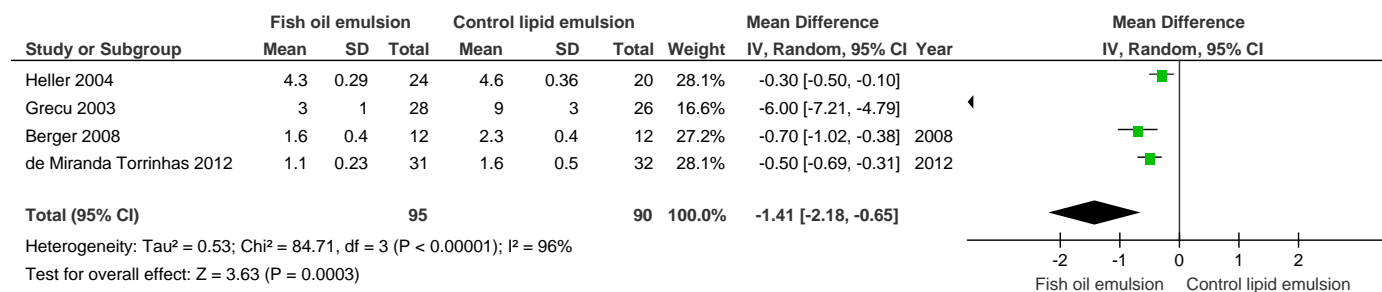 Fish oil emulsion Control lipid emulsion Mean Difference Mean Difference
Study or Subgroup Mean SD Total Mean SD Total Weight IV, Random, 95% CI Year IV, Random, 95% CI
Heller 2004 4.3 0.29 24 4.6 0.36 20 28.1% -0.30 [-0.50, -0.10]
Grecu 2003 3 1 28 9 3 26 16.6% -6.00 [-7.21, -4.79]
Berger 2008 1.6 0.4 12 2.3 0.4 12 27.2% -0.70 [-1.02, -0.38] 2008
de Miranda Torrinhas 2012 1.1 0.23 31 1.6 0.5 32 28.1% -0.50 [-0.69, -0.31] 2012
Total (95% CI) 95 90 100.0% -1.41 [-2.18, -0.65]
Heterogeneity: Tau² = 0.53; Chi² = 84.71, df = 3 (P < 0.00001); I² = 96%
Test for overall effect: Z = 3.63 (P = 0.0003)
-2 -1 0 1 2
Fish oil emulsion Control lipid emulsion